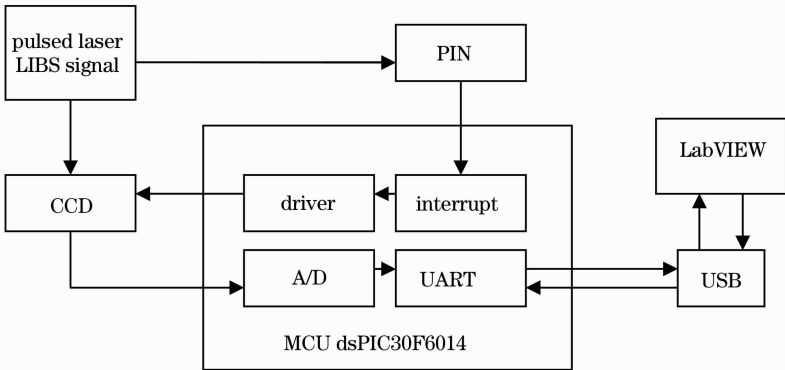 pulsed laser
LIBS signal
PIN
LabVIEW
CCD
driver
interrupt
A/D
UART
USB
MCU dsPIC30F6014